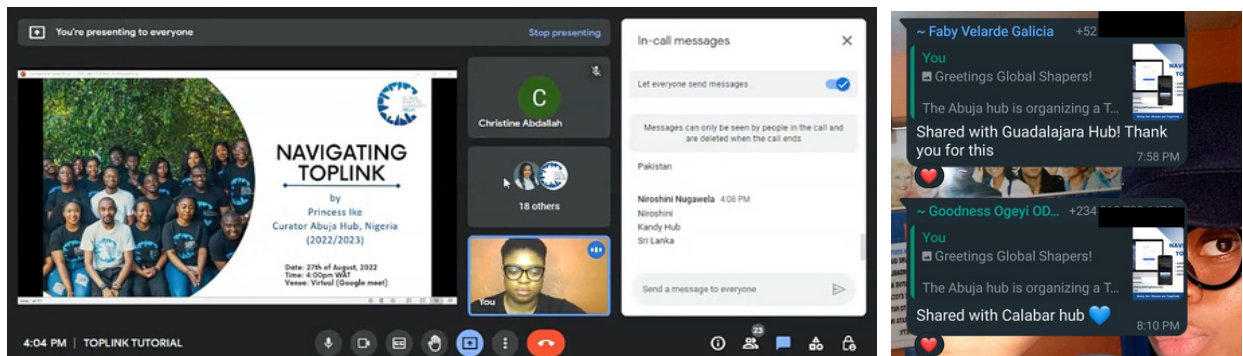 You're presenting to everyone
Stop presenting
NAVIGATING
TOPLINK
by
Princess Ike
Curator Abuja Hub, Nigeria
(2022/2023)
Date: 27th of August, 2022
Time: 4:00pm WAT
Venue: Virtual (Google meet)
C
Christine Abdallah
18 others
You
In-call messages
Let everyone send messages
Messages can only be seen by people in the call and
are deleted when the call ends
Pakistan
Niroshini Nugawela 4:08 PM
Niroshini
Kandy Hub
Sri Lanka
Send a message to everyone
4:04 PM | TOPLINK TUTORIAL
23
~ Faby Velarde Galicia +52
You
Greetings Global Shapers!
The Abuja hub is organizing a T...
Shared with Guadalajara Hub! Thank
you for this
7:58 PM
~ Goodness Ogeyi OD... +234
You
Greetings Global Shapers!
The Abuja hub is organizing a T...
Shared with Calabar hub 💙
8:10 PM